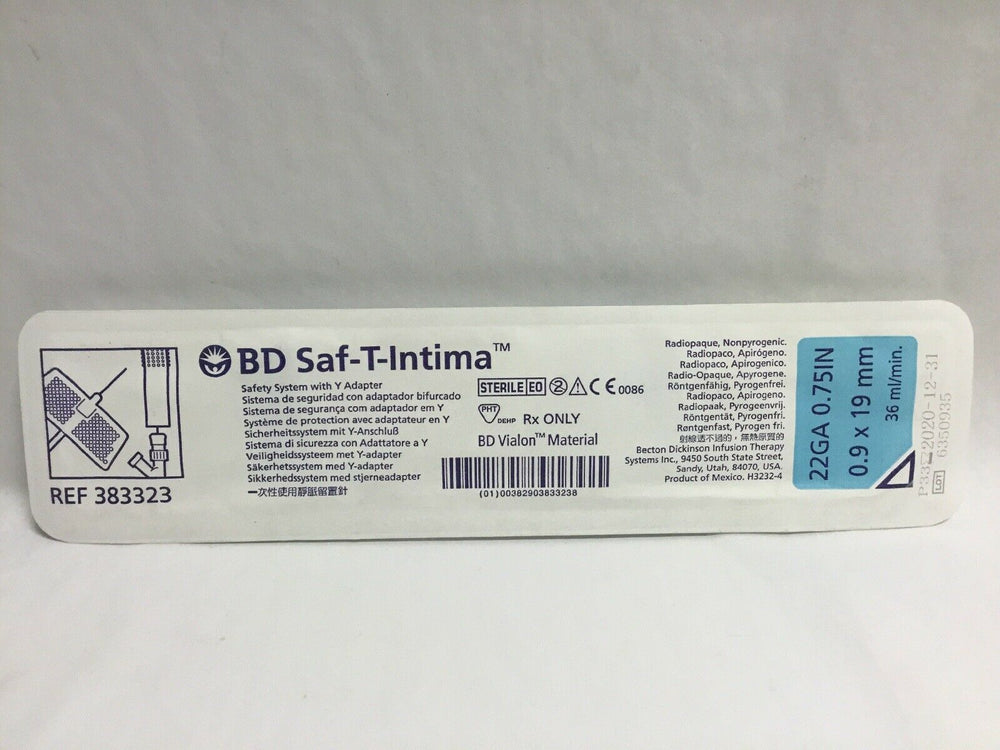 BD Saf-T-Intima™
Safety System with Y Adapter
Sistema de seguridad con adaptador bifurcado
Sistema de segurança com adaptador em Y
Système de protection avec adaptateur en Y
Sicherheitssystem mit Y-Anschluß
Sistema di sicurezza con Adattatore a Y
Veiligheidssysteem met Y-adapter
Säkerhetssystem med Y-adapter
Sikkerhedssystem med stjerneadapter
一次性使用靜脈留置針
REF 383323
STERILE EO 2 CE 0086
PHT DEHP Rx ONLY
BD Vialon™ Material
(01)00382903833238
Radiopaque, Nonpyrogenic.
Radiopaco, Apirógeno.
Radiopaco, Apirogenico.
Radio-Opaque, Apyrogene.
Röntgenfähig, Pyrogenfrei.
Radiopaco, Apirogeno.
Radiopaak, Pyrogeenvrij.
Röntgentät, Pyrogenfri.
Rentgenfast, Pyrogen fri.
射線透不過的，無熱原質的
Becton Dickinson Infusion Therapy
Systems Inc., 9450 South State Street,
Sandy, Utah, 84070, USA.
Product of Mexico. H3232-4
22GA 0.75IN
0.9 x 19 mm
36 ml/min.
2020-12-31
LOT 6350935